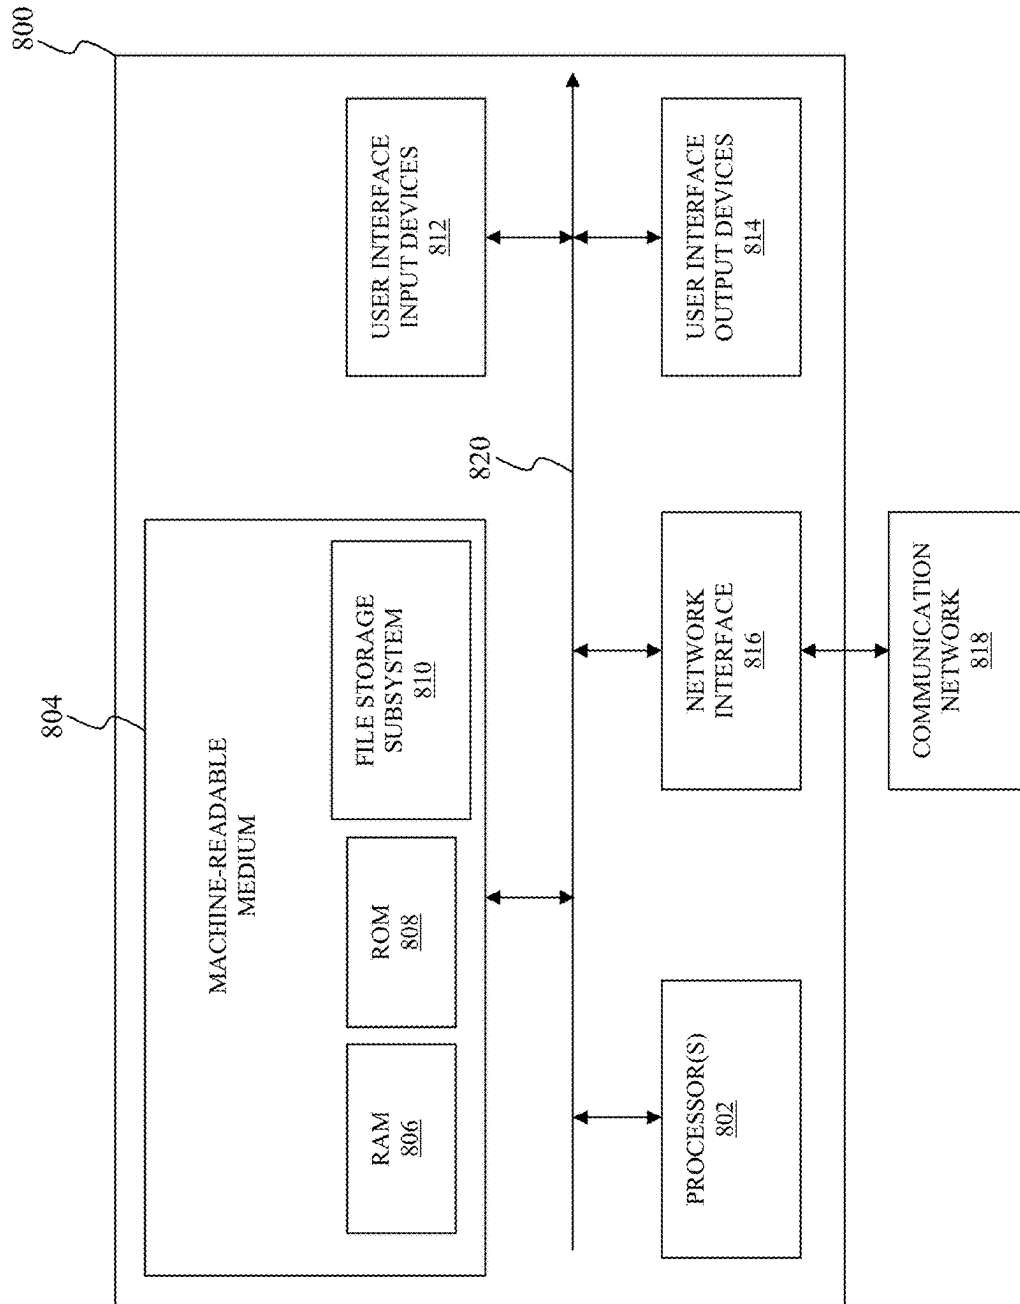 800
804
MACHINE-READABLE
MEDIUM
RAM
806
ROM
808
FILE STORAGE
SUBSYSTEM
810
USER INTERFACE
INPUT DEVICES
812
820
PROCESSOR(S)
802
NETWORK
INTERFACE
816
USER INTERFACE
OUTPUT DEVICES
814
COMMUNICATION
NETWORK
818